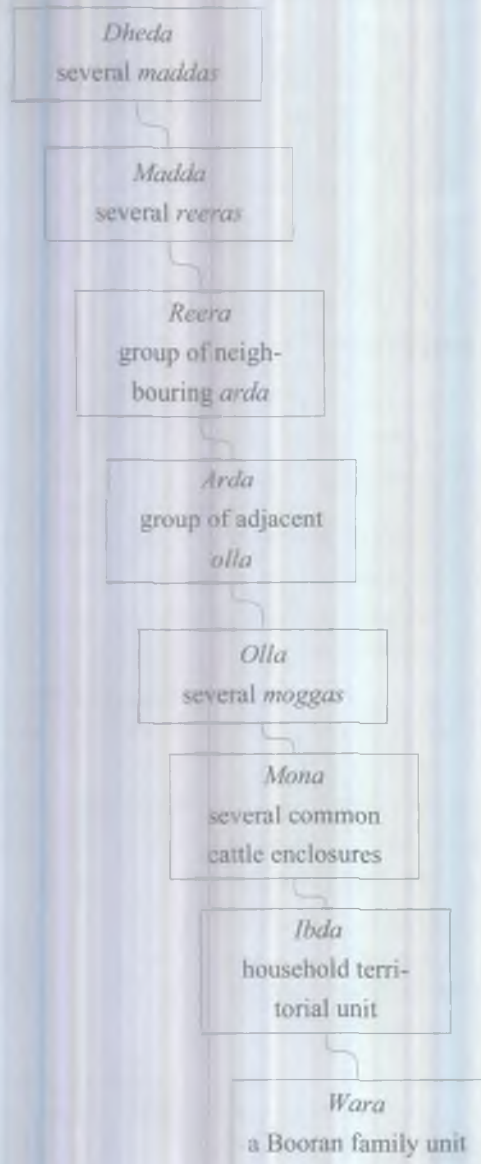 Dheda
several maddas
Madda
several reeras
Reera
group of neigh-
bouring arda
Arda
group of adjacent
olla
Olla
several moggas
Mona
several common
cattle enclosures
Ibda
household terri-
torial unit
Wara
a Booran family unit